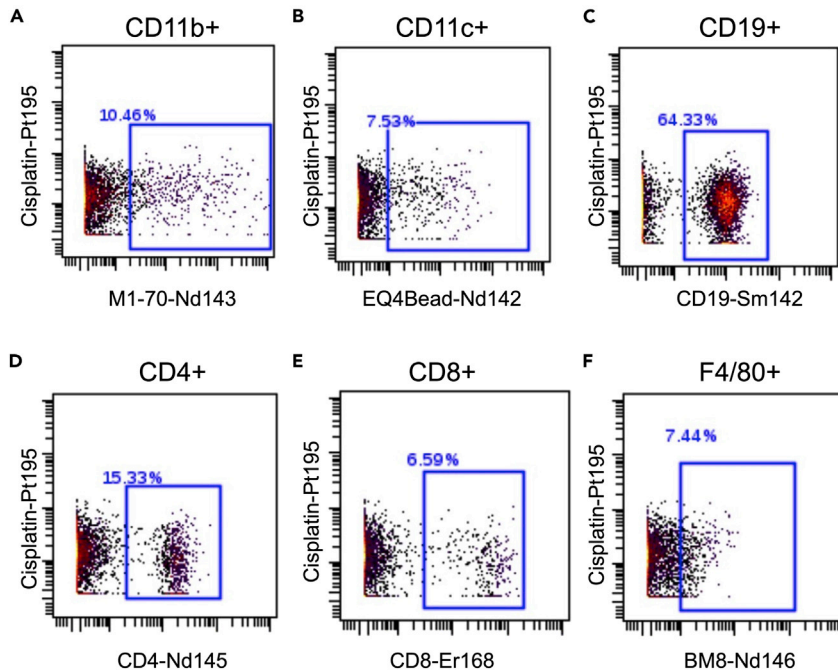 A
CD11b+
Cisplatin-Pt195
10.46%
M1-70-Nd143
B
CD11c+
Cisplatin-Pt195
7.53%
EQ4Bead-Nd142
C
CD19+
Cisplatin-Pt195
64.33%
CD19-Sm142
D
CD4+
Cisplatin-Pt195
15.33%
CD4-Nd145
E
CD8+
Cisplatin-Pt195
6.59%
CD8-Er168
F
F4/80+
Cisplatin-Pt195
7.44%
BM8-Nd146